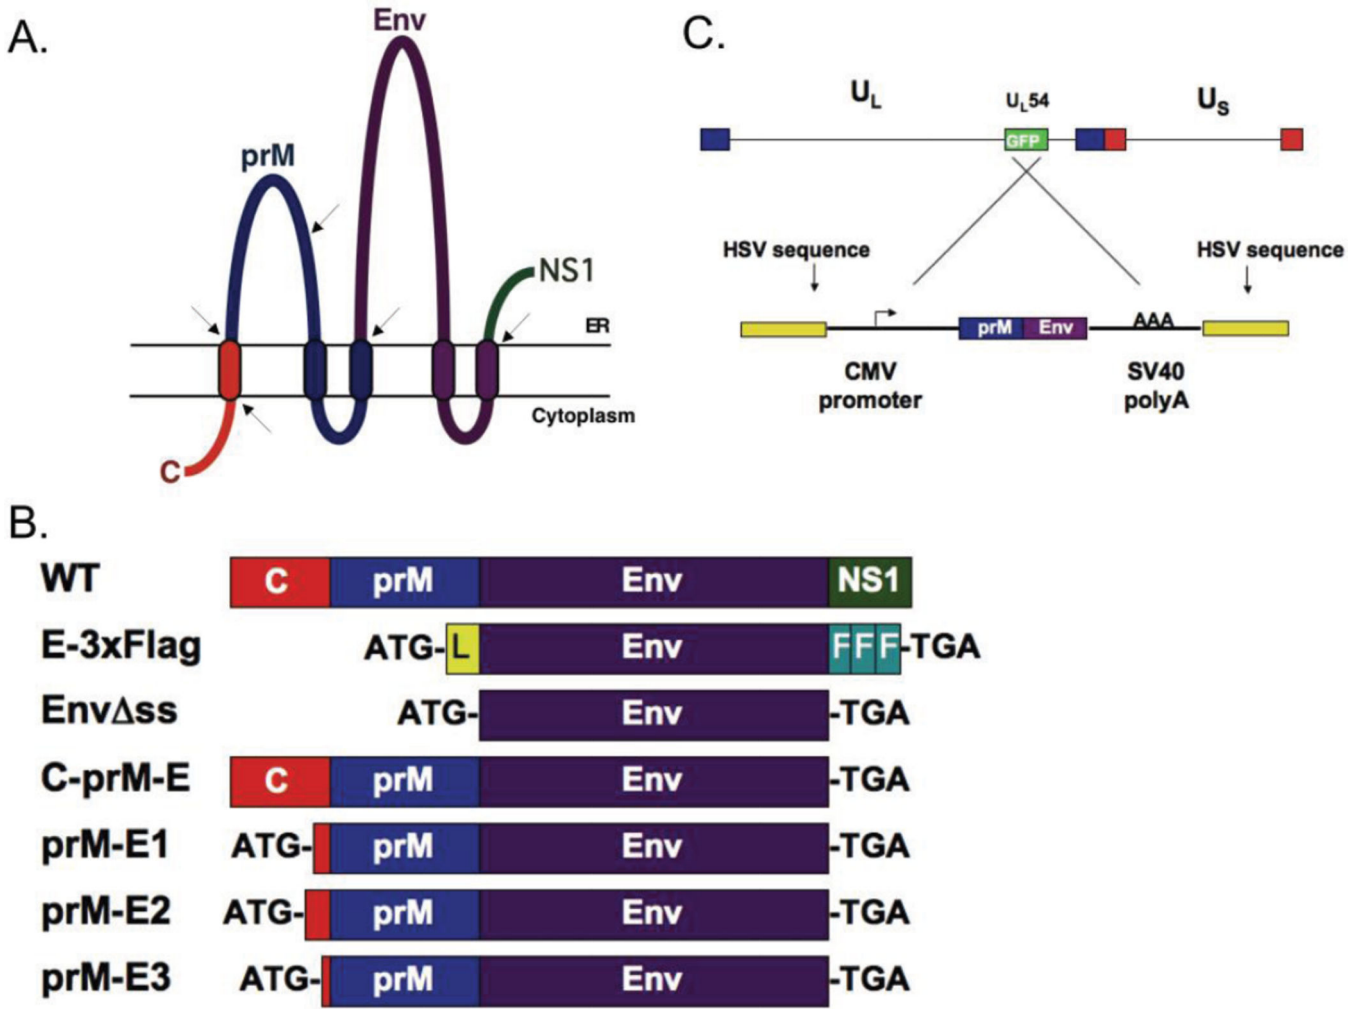 A.
Env
prM
NS1
ER
Cytoplasm
C
C.
UL
UL54
US
GFP
HSV sequence
HSV sequence
prM Env
AAA
CMV
promoter
SV40
polyA
B.
WT C prM Env NS1
E-3xFlag ATG-L Env F F F-TGA
EnvΔss ATG- Env -TGA
C-prM-E C prM Env -TGA
prM-E1 ATG- prM Env -TGA
prM-E2 ATG- prM Env -TGA
prM-E3 ATG- prM Env -TGA